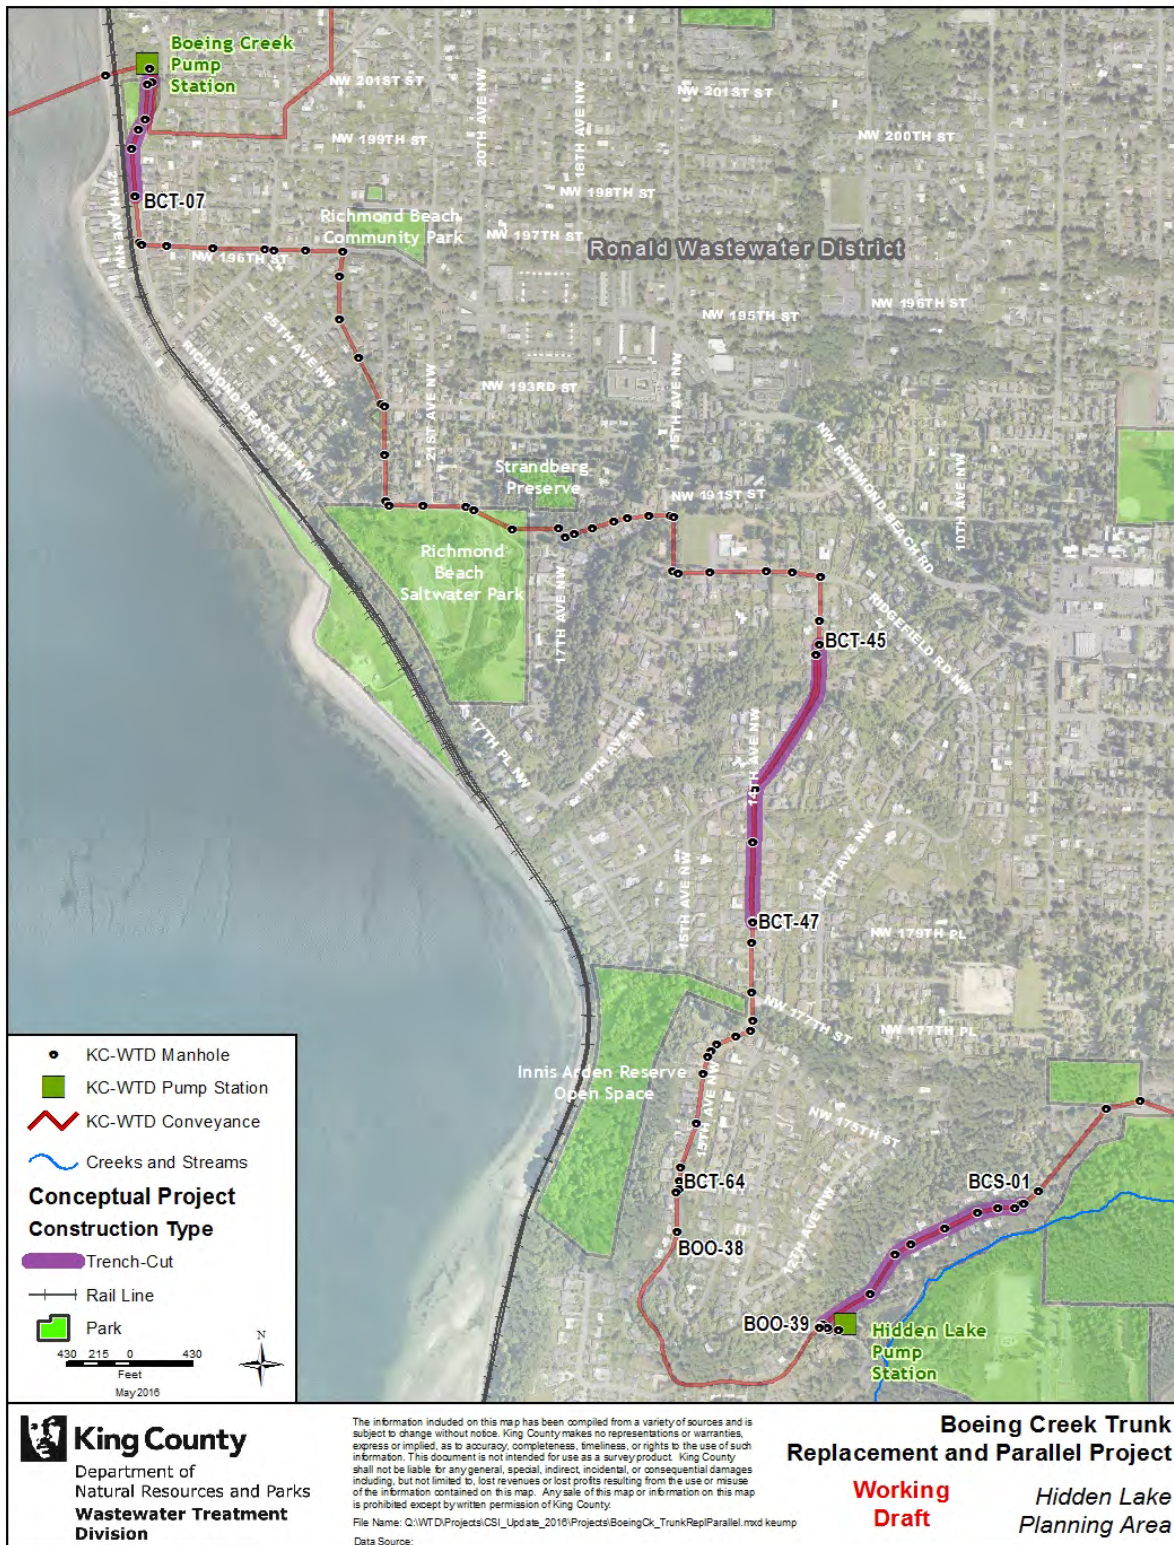 Boeing Creek
Pump
Station
NW 201ST ST
20TH AVE NW
18TH AVE NW
NW 201ST ST
NW 199TH ST
NW 200TH ST
27TH AVE NW
BCT-07
NW 198TH ST
Richmond Beach
Community Park
NW 197TH ST
Ronald Wastewater District
NW 196TH ST
NW 196TH ST
NW 195TH ST
25TH AVE NW
RICHMOND BEACH DR NW
21ST AVE NW
NW 193RD ST
15TH AVE NW
NW RICHMOND BEACH RD
10TH AVE NW
Strandberg
Preserve
NW 191ST ST
Richmond
Beach
Saltwater Park
17TH AVE NW
RIDGEFIELD RD NW
BCT-45
17TH PL NW
16TH AVE NW
14TH AVE NW
15TH AVE NW
BCT-47
NW 179TH PL
NW 177TH ST
NW 177TH PL
Innis Arden Reserve
Open Space
15TH AVE NW
NW 175TH ST
BCT-64
BCS-01
12TH AVE NW
BOO-38
BOO-39
Hidden Lake
Pump
Station
KC-WTD Manhole
KC-WTD Pump Station
KC-WTD Conveyance
Creeks and Streams
Conceptual Project
Construction Type
Trench-Cut
Rail Line
Park
430 215 0 430
Feet
May 2016
N
King County
Department of
Natural Resources and Parks
Wastewater Treatment
Division
The information included on this map has been compiled from a variety of sources and is
subject to change without notice. King County makes no representations or warranties,
express or implied, as to accuracy, completeness, timeliness, or rights to the use of such
information. This document is not intended for use as a survey product. King County
shall not be liable for any general, special, indirect, incidental, or consequential damages
including, but not limited to, lost revenues or lost profits resulting from the use or misuse
of the information contained on this map. Any sale of this map or information on this map
is prohibited except by written permission of King County.
File Name: Q:\WTD\Projects\CSI_Update_2016\Projects\BoeingCk_TrunkReplParallel.mxd keump
Data Source:
Boeing Creek Trunk
Replacement and Parallel Project
Working
Draft
Hidden Lake
Planning Area